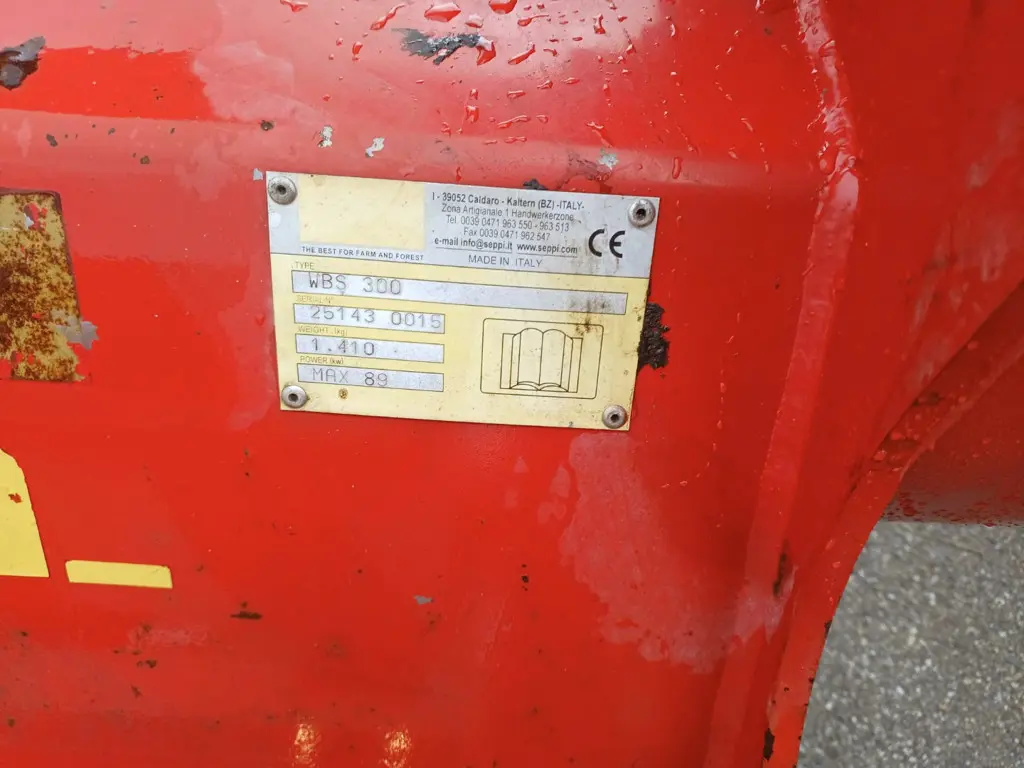 I - 39052 Caldaro - Kaltern (BZ) -ITALY-
Zona Artigianale 1 Handwerkerzone
Tel. 0039 0471 963 550 - 963 513
Fax 0039 0471 962 547
e-mail info@seppi.it www.seppi.com
CE
THE BEST FOR FARM AND FOREST
MADE IN ITALY
TYPE
WBS 300
SERIAL/N°
25143 0015
WEIGHT (kg)
1.410
POWER (kw)
MAX 89